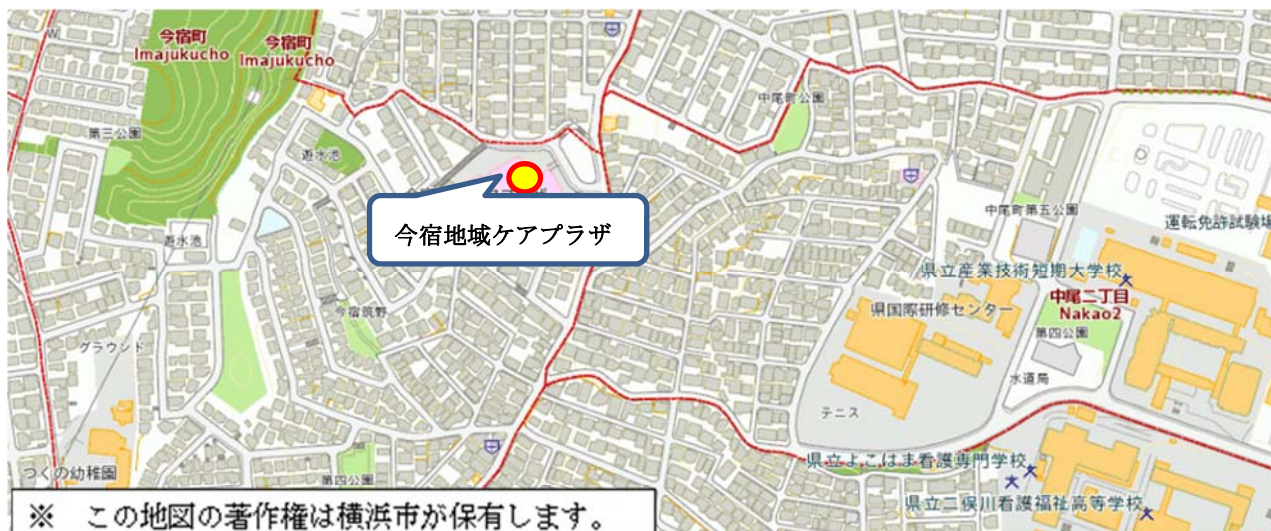 今宿町
Imajukucho
今宿町
Imajukucho
第三公園
遊水池
中尾町公園
今宿地域ケアプラザ
遊水池
中尾町第五公園
運転免許試験場
県立産業技術短期大学校
中尾二丁目
Nakao2
県国際研修センター
第四公園
今宿筑野
グラウンド
水道局
テニス
つくの幼稚園
第四公園
県立よこはま看護専門学校
県立二俣川看護福祉高等学校
※ この地図の著作権は横浜市が保有します。